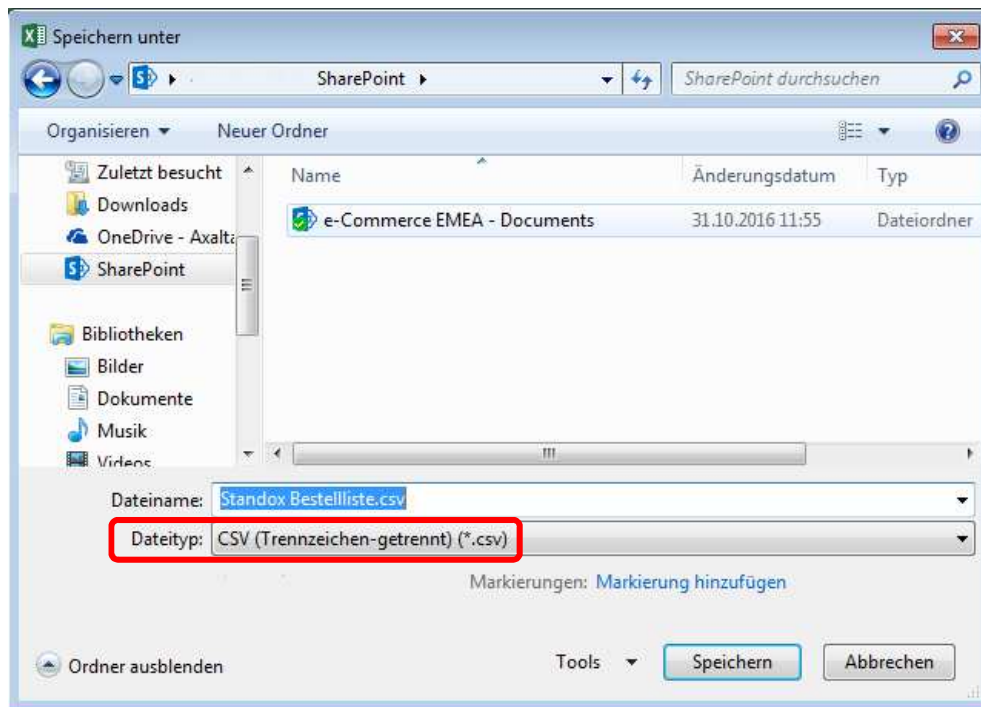 Speichern unter
SharePoint
SharePoint durchsuchen
Organisieren
Neuer Ordner
Zuletzt besucht
Downloads
OneDrive - Axalta
SharePoint
Bibliotheken
Bilder
Dokumente
Musik
Videos
Name
Änderungsdatum
Typ
e-Commerce EMEA - Documents
31.10.2016 11:55
Dateiordner
Dateiname: Standox Bestellliste.csv
Dateityp: CSV (Trennzeichen-getrennt) (*.csv)
Markierungen: Markierung hinzufügen
Ordner ausblenden
Tools
Speichern
Abbrechen